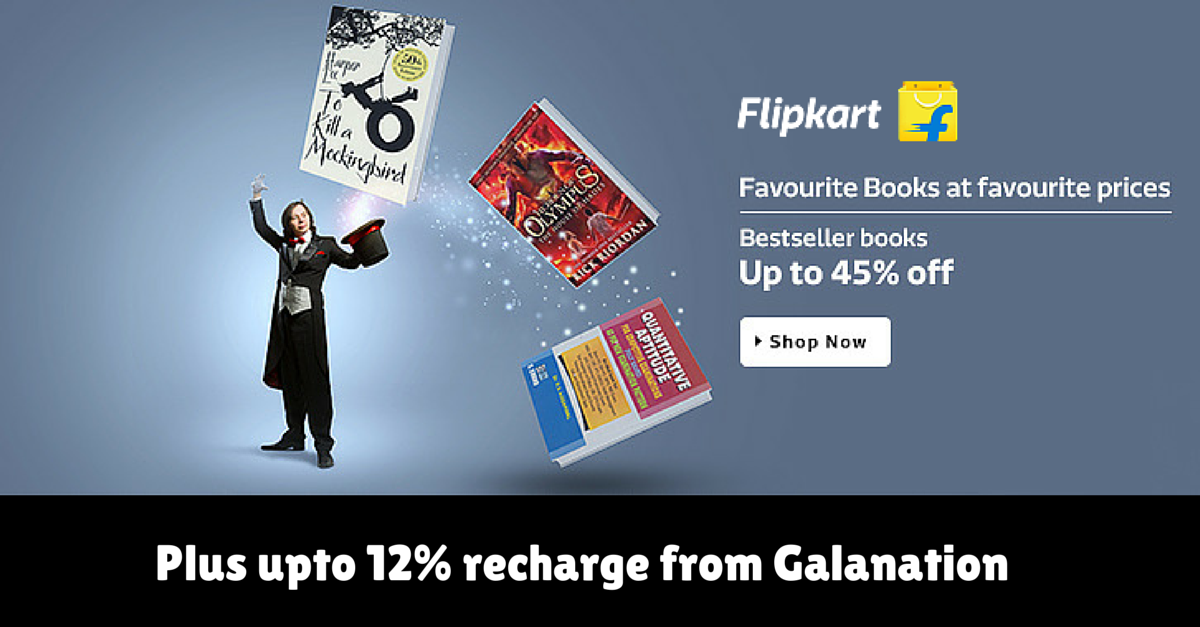 Harper
Lee
50th
To
Kill a
Mockingbird
Flipkart
Favourite Books at favourite prices
Bestseller books
Up to 45% off
Shop Now
OLYMPUS
RICK RIORDAN
QUANTITATIVE
APTITUDE
Plus upto 12% recharge from Galanation